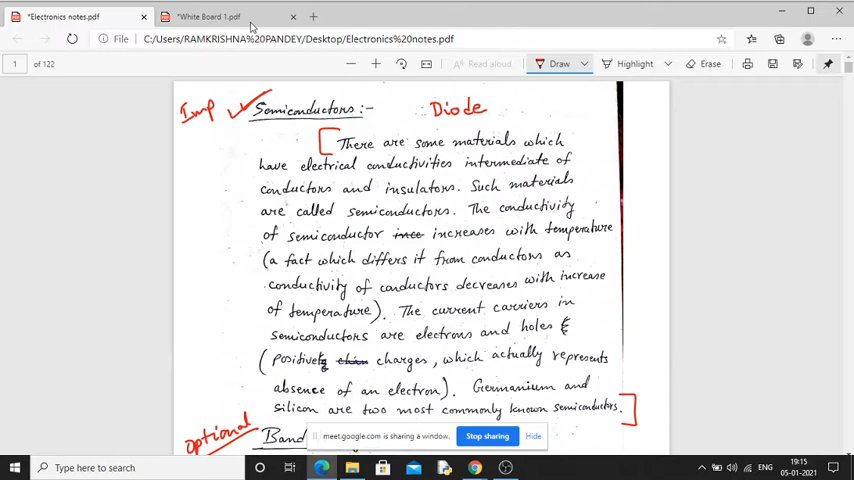 *Electronics notes.pdf
*White Board 1.pdf
File C:/Users/RAMKRISHNA%20PANDEY/Desktop/Electronics%20notes.pdf
1 of 122
Read aloud
Draw
Highlight
Erase
Imp Semiconductors :- Diode
There are some materials which
have electrical conductivities intermediate of
conductors and insulators. Such materials
are called semiconductors. The conductivity
of semiconductor ince increases with temperature
(a fact which differs it from conductors as
conductivity of conductors decreases with increase
of temperature). The current carriers in
semiconductors are electrons and holes
(positive charges, which actually represents
absence of an electron). Germanium and
silicon are two most commonly known semiconductors.
optional Band
meet.google.com is sharing a window.
Stop sharing
Hide
Type here to search
ENG
19:15
05-01-2021